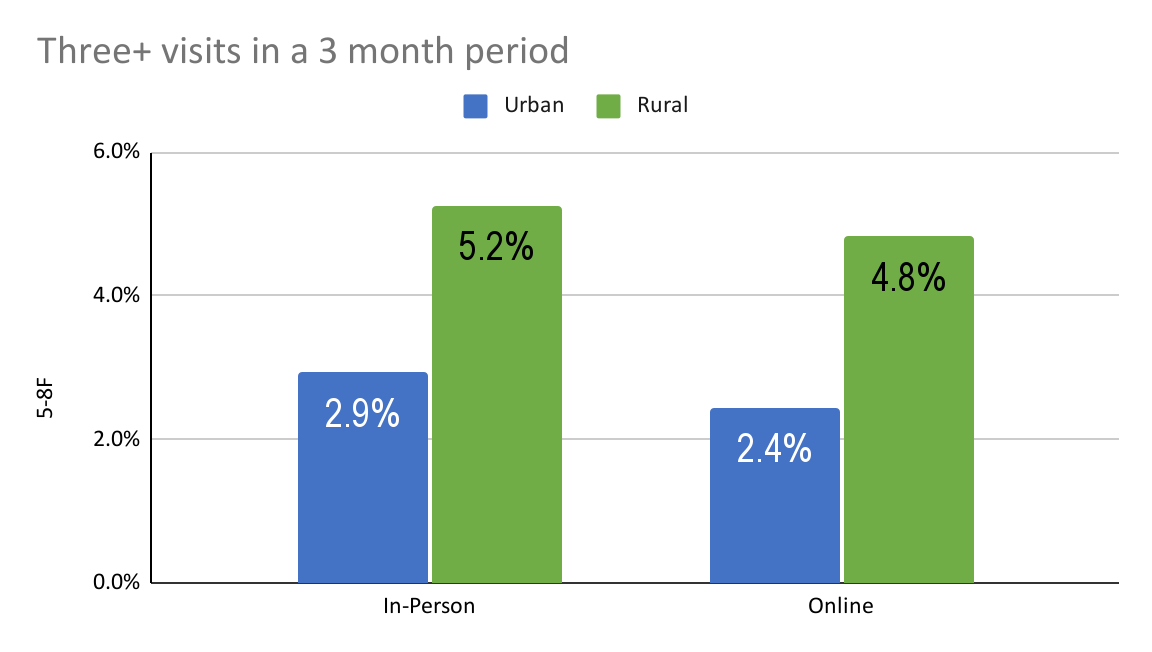 Three+ visits in a 3 month period
Urban Rural
6.0%
5.2%
4.8%
4.0%
2.9%
2.4%
2.0%
0.0%
5-8F
In-Person Online